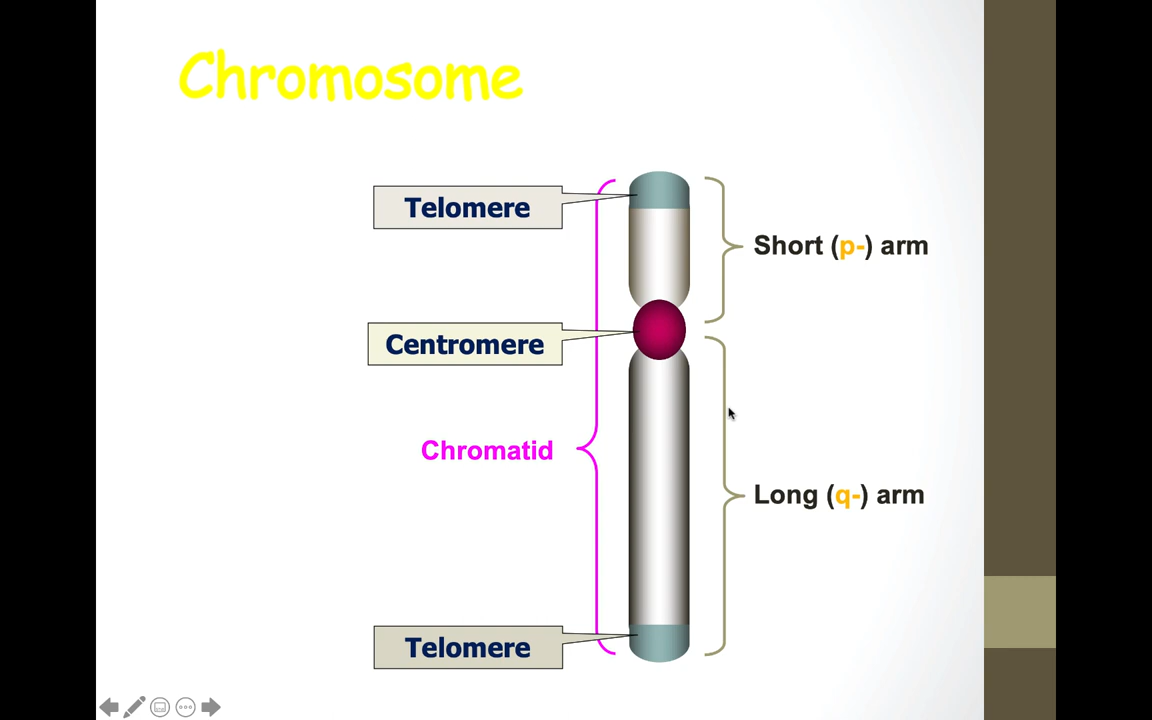 Chromosome
Telomere
Short (p-) arm
Centromere
Chromatid
Long (q-) arm
Telomere